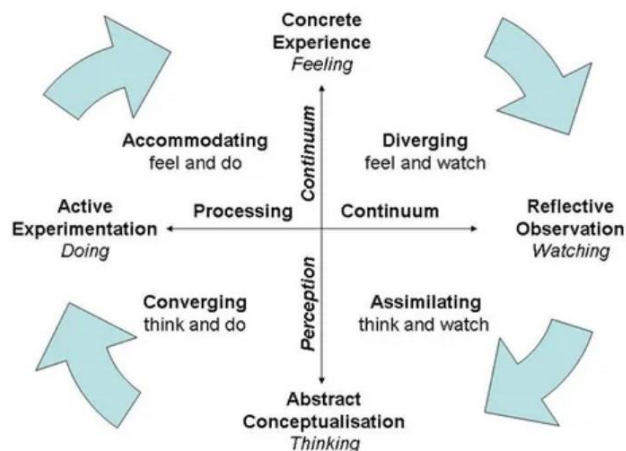 Concrete
Experience
Feeling
Accommodating
feel and do
Continuum
Diverging
feel and watch
Active
Experimentation
Doing
Processing
Continuum
Reflective
Observation
Watching
Converging
think and do
Perception
Assimilating
think and watch
Abstract
Conceptualisation
Thinking